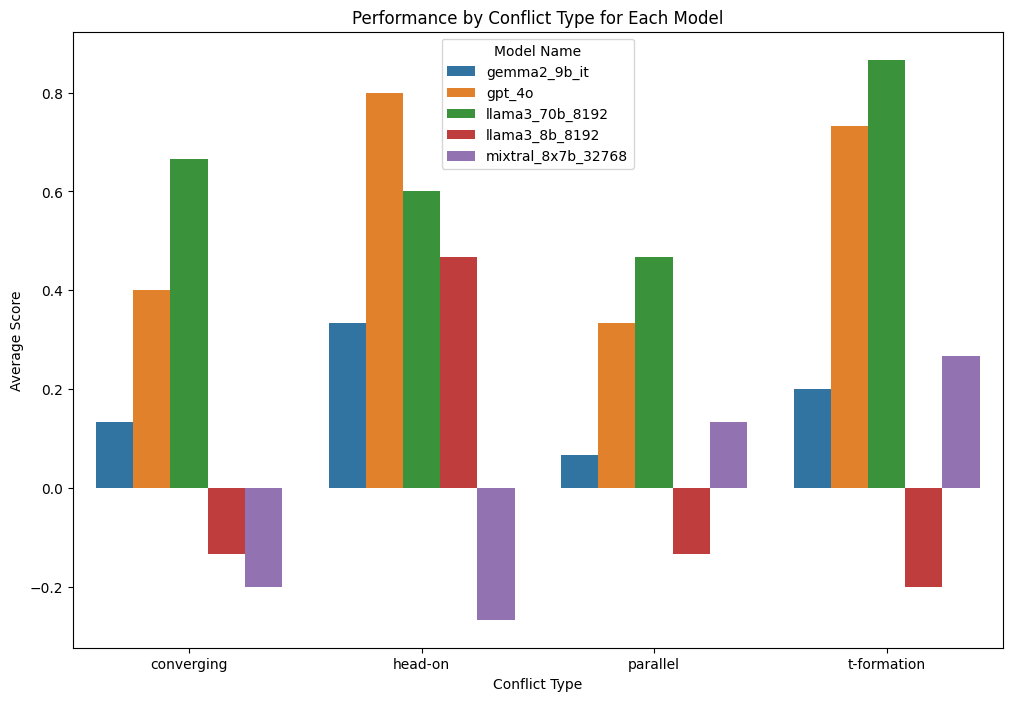 Performance by Conflict Type for Each Model
Model Name
gemma2_9b_it
gpt_4o
llama3_70b_8192
llama3_8b_8192
mixtral_8x7b_32768
Average Score
0.8
0.6
0.4
0.2
0.0
−0.2
converging head-on parallel t-formation
Conflict Type